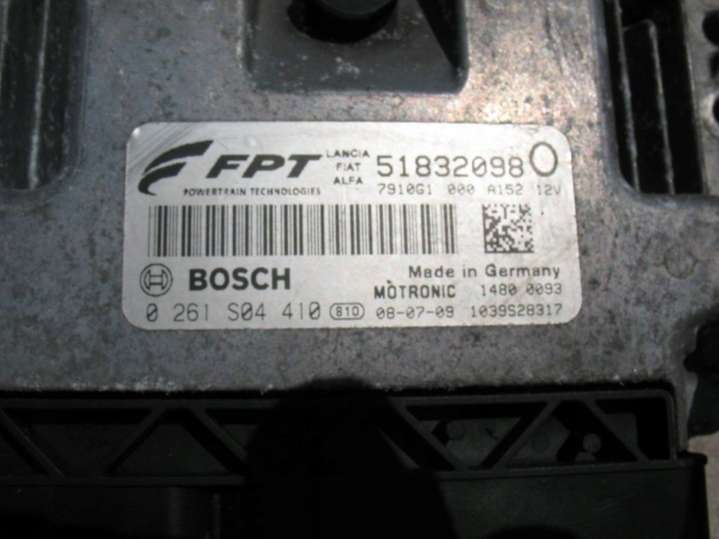 FPT LANCIA FIAT ALFA 51832098 0
POWERTRAIN TECHNOLOGIES 7910G1 000 A152 12V
BOSCH Made in Germany
MOTRONIC 1480 0093
0 261 S04 410 810 08-07-09 1039S28317